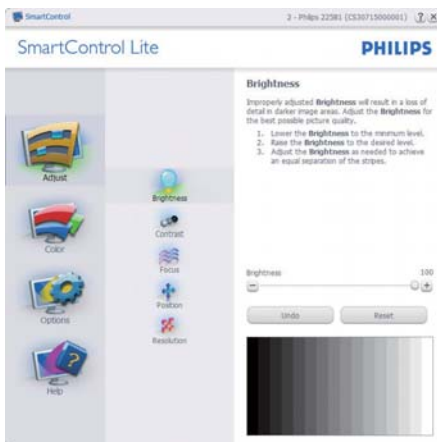 SmartControl
2 - Philips 225B1 (CS30715000001)
SmartControl Lite
PHILIPS
Adjust
Color
Options
Help
Brightness
Contrast
Focus
Position
Resolution
Brightness
Improperly adjusted Brightness will result in a loss of
detail in darker image areas. Adjust the Brightness for
the best possible picture quality.
1. Lower the Brightness to the minimum level.
2. Raise the Brightness to the desired level.
3. Adjust the Brightness as needed to achieve
an equal separation of the stripes.
Brightness 100
Undo Reset